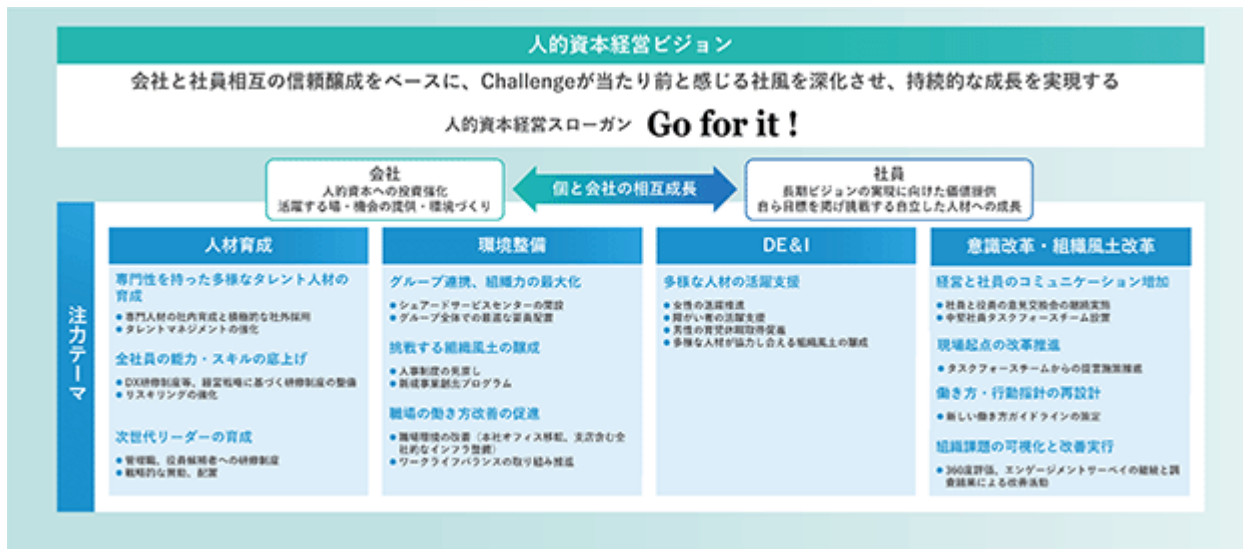 人的資本経営ビジョン
会社と社員相互の信頼醸成をベースに、Challengeが当たり前と感じる社風を深化させ、持続的な成長を実現する
人的資本経営スローガン Go for it !
会社
人的資本への投資強化
活躍する場・機会の提供・環境づくり
個と会社の相互成長
社員
長期ビジョンの実現に向けた価値提供
自ら目標を掲げ挑戦する自立した人材への成長
注力テーマ
人材育成
専門性を持った多様なタレント人材の
育成
●専門人材の社内育成と積極的な社外採用
●タレントマネジメントの強化
全社員の能力・スキルの底上げ
●DX研修制度等、経営戦略に基づく研修制度の整備
●リスキリングの強化
次世代リーダーの育成
●管理職、役員候補者への研修制度
●戦略的な異動、配置
環境整備
グループ連携、組織力の最大化
●シェアードサービスセンターの開設
●グループ全体での最適な要員配置
挑戦する組織風土の醸成
●人事制度の見直し
●新規事業創出プログラム
職場の働き方改善の促進
●職場環境の改善（本社オフィス移転、支店含む全
社的なインフラ整備）
●ワークライフバランスの取り組み推進
DE&I
多様な人材の活躍支援
●女性の活躍推進
●障がい者の活躍支援
●男性の育児休暇取得促進
●多様な人材が協力し合える組織風土の醸成
意識改革・組織風土改革
経営と社員のコミュニケーション増加
●社員と役員の意見交換会の継続実施
●中堅社員タスクフォースチーム設置
現場起点の改革推進
●タスクフォースチームからの提言施策推進
働き方・行動指針の再設計
●新しい働き方ガイドラインの策定
組織課題の可視化と改善実行
●360度評価、エンゲージメントサーベイの継続と調
査結果による改善活動